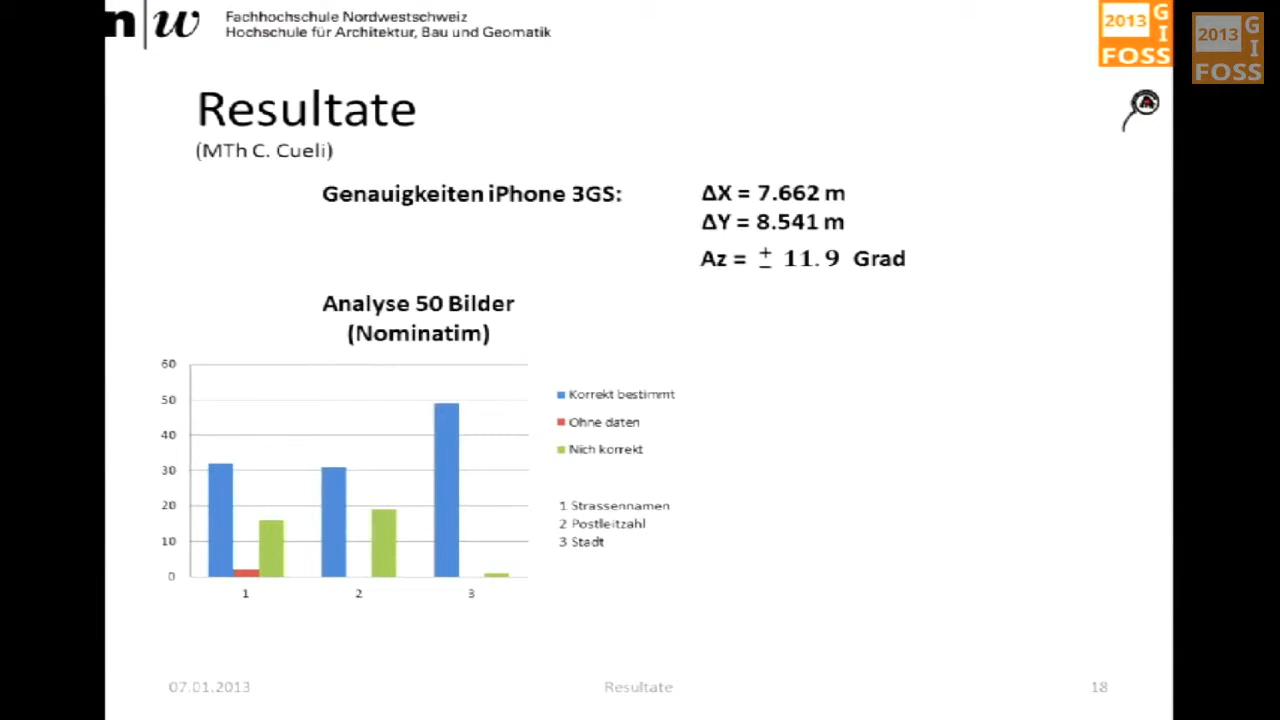 n|w Fachhochschule Nordwestschweiz
Hochschule für Architektur, Bau und Geomatik
2013 GI
FOSS
2013 GI
FOSS
Resultate
(MTh C. Cueli)
Genauigkeiten iPhone 3GS:
ΔX = 7.662 m
ΔY = 8.541 m
Az = ± 11.9 Grad
Analyse 50 Bilder
(Nominatim)
60
50
40
30
20
10
0
1 2 3
Korrekt bestimmt
Ohne daten
Nich korrekt
1 Strassennamen
2 Postleitzahl
3 Stadt
07.01.2013 Resultate 18